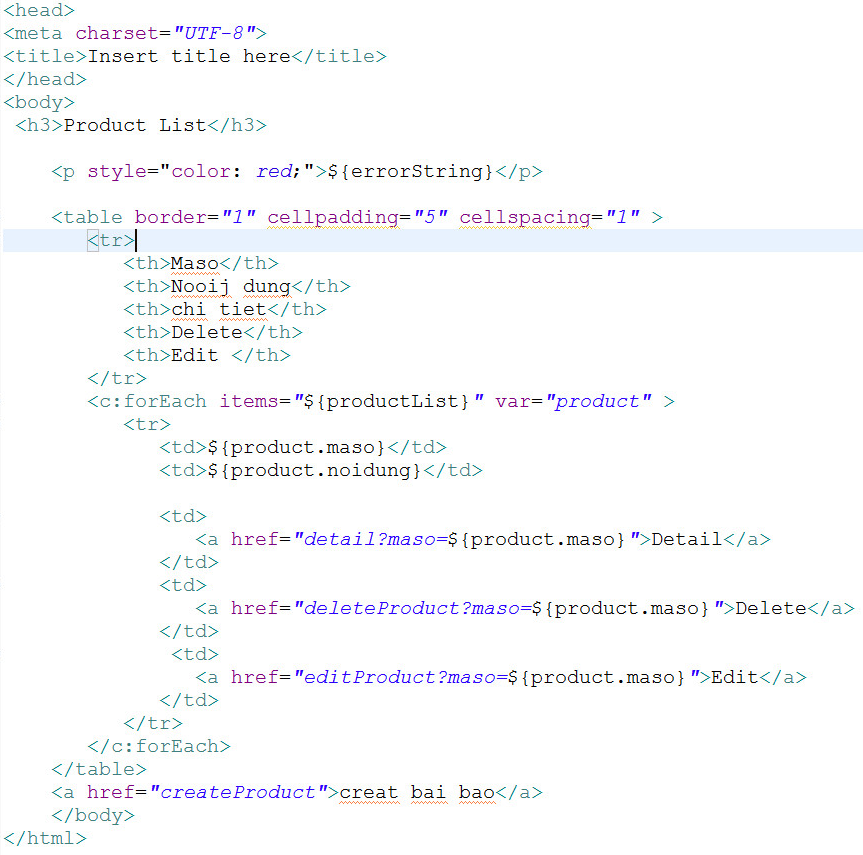 <head>
<meta charset="UTF-8">
<title>Insert title here</title>
</head>
<body>
<h3>Product List</h3>
<p style="color: red;">${errorString}</p>
<table border="1" cellpadding="5" cellspacing="1" >
<tr>
<th>Maso</th>
<th>Nooij dung</th>
<th>chi tiet</th>
<th>Delete</th>
<th>Edit </th>
</tr>
<c:forEach items="${productList}" var="product" >
<tr>
<td>${product.maso}</td>
<td>${product.noidung}</td>
<td>
<a href="detail?maso=${product.maso}">Detail</a>
</td>
<td>
<a href="deleteProduct?maso=${product.maso}">Delete</a>
</td>
<td>
<a href="editProduct?maso=${product.maso}">Edit</a>
</td>
</tr>
</c:forEach>
</table>
<a href="createProduct">creat bai bao</a>
</body>
</html>